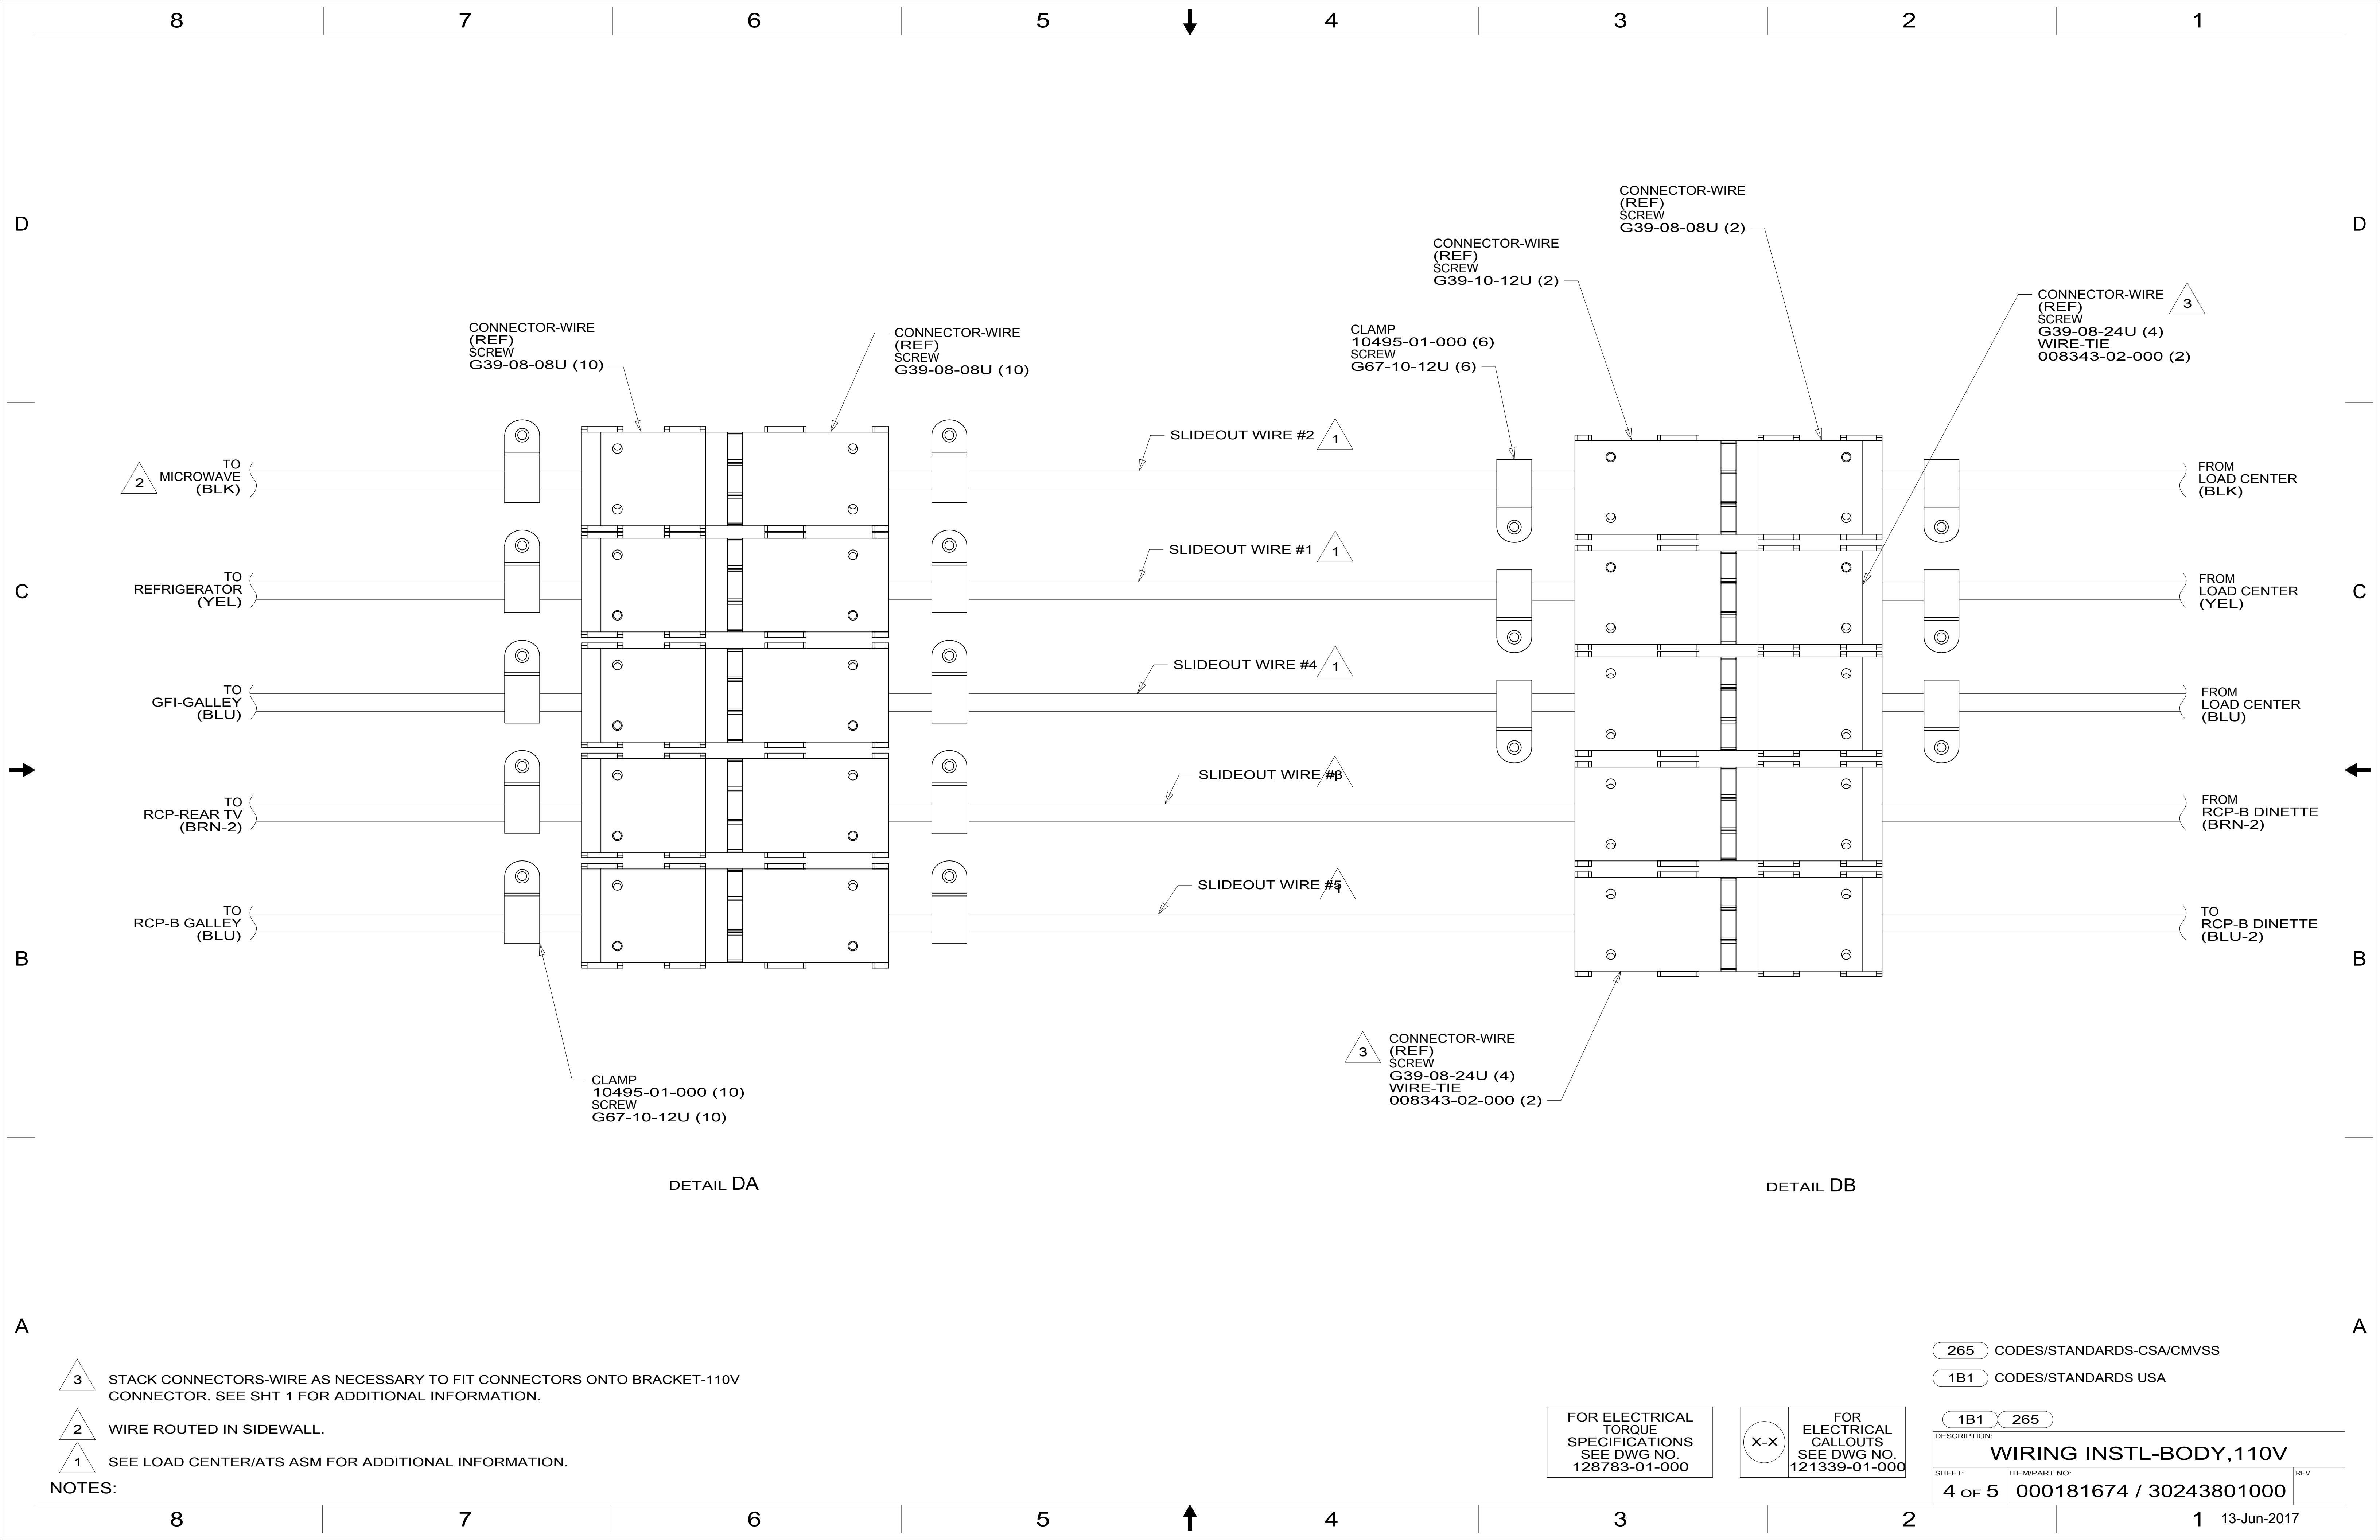 8 7 6 5 4 3 2 1
D
D
CONNECTOR-WIRE
(REF)
SCREW
G39-08-08U (2)
CONNECTOR-WIRE
(REF)
SCREW
G39-10-12U (2)
CONNECTOR-WIRE
(REF)
SCREW
G39-08-24U (4)
WIRE-TIE
008343-02-000 (2)
3
CONNECTOR-WIRE
(REF)
SCREW
G39-08-08U (10)
CONNECTOR-WIRE
(REF)
SCREW
G39-08-08U (10)
CLAMP
10495-01-000 (6)
SCREW
G67-10-12U (6)
2
TO
MICROWAVE
(BLK)
SLIDEOUT WIRE #2
1
FROM
LOAD CENTER
(BLK)
C
C
TO
REFRIGERATOR
(YEL)
SLIDEOUT WIRE #1
1
FROM
LOAD CENTER
(YEL)
TO
GFI-GALLEY
(BLU)
SLIDEOUT WIRE #4
1
FROM
LOAD CENTER
(BLU)
TO
RCP-REAR TV
(BRN-2)
SLIDEOUT WIRE #3
1
FROM
RCP-B DINETTE
(BRN-2)
TO
RCP-B GALLEY
(BLU)
SLIDEOUT WIRE #5
1
TO
RCP-B DINETTE
(BLU-2)
B
B
CLAMP
10495-01-000 (10)
SCREW
G67-10-12U (10)
3
CONNECTOR-WIRE
(REF)
SCREW
G39-08-24U (4)
WIRE-TIE
008343-02-000 (2)
DETAIL DA
DETAIL DB
A
A
3 STACK CONNECTORS-WIRE AS NECESSARY TO FIT CONNECTORS ONTO BRACKET-110V
CONNECTOR. SEE SHT 1 FOR ADDITIONAL INFORMATION.
2 WIRE ROUTED IN SIDEWALL.
1 SEE LOAD CENTER/ATS ASM FOR ADDITIONAL INFORMATION.
NOTES:
FOR ELECTRICAL
TORQUE
SPECIFICATIONS
SEE DWG NO.
128783-01-000
X-X
FOR
ELECTRICAL
CALLOUTS
SEE DWG NO.
121339-01-000
265 CODES/STANDARDS-CSA/CMVSS
1B1 CODES/STANDARDS USA
1B1 265
DESCRIPTION:
WIRING INSTL-BODY,110V
SHEET:
4 OF 5
ITEM/PART NO:
000181674 / 30243801000
REV
8 7 6 5 4 3 2 1
13-Jun-2017